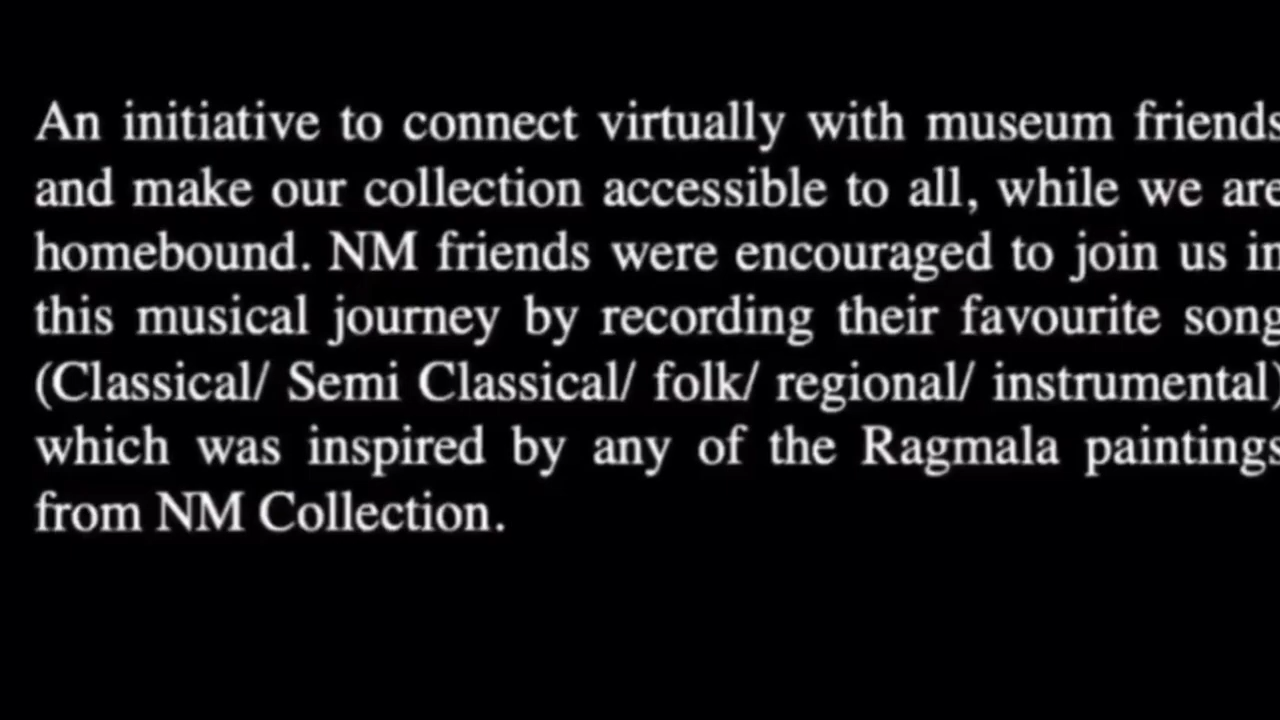 An initiative to connect virtually with museum friends
and make our collection accessible to all, while we are
homebound. NM friends were encouraged to join us in
this musical journey by recording their favourite song
(Classical/ Semi Classical/ folk/ regional/ instrumental)
which was inspired by any of the Ragmala paintings
from NM Collection.